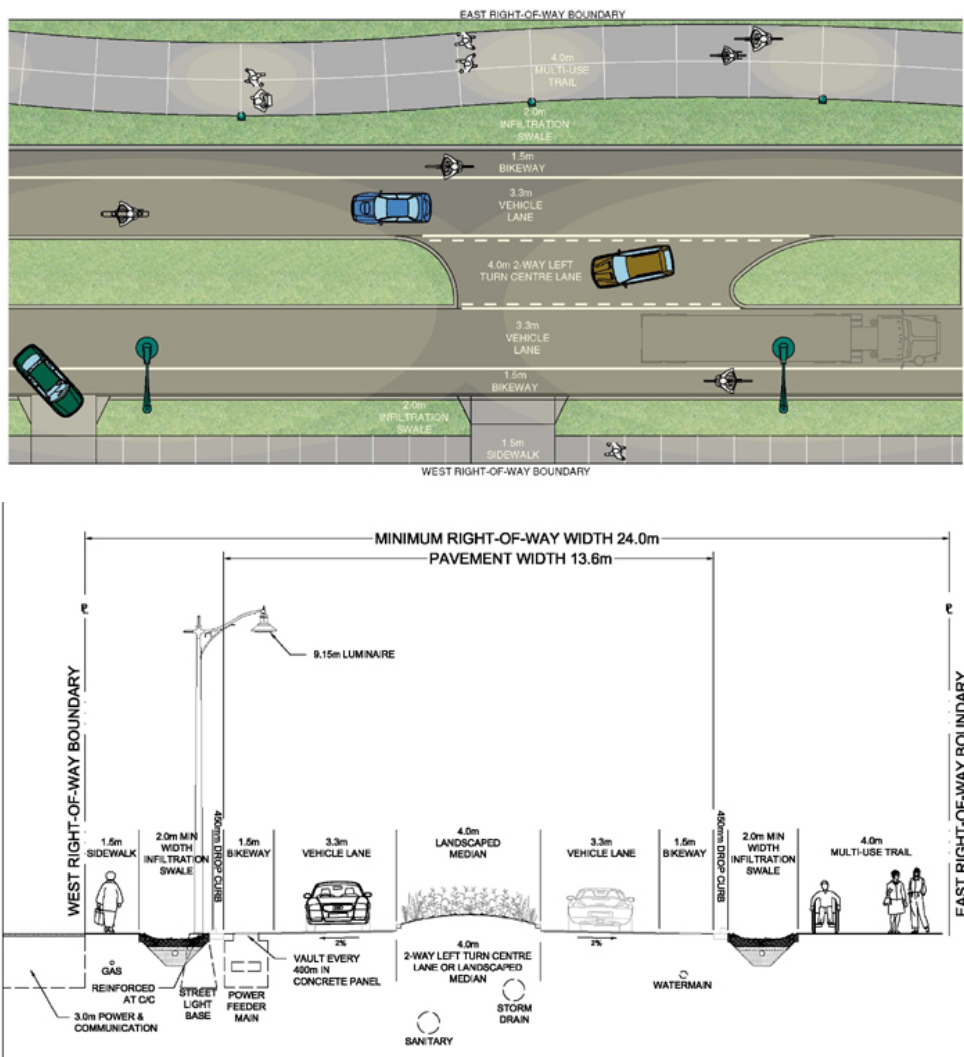 EAST RIGHT-OF-WAY BOUNDARY
4.0m
MULTI-USE
TRAIL
2.0m
INFILTRATION
SWALE
1.5m
BIKEWAY
3.3m
VEHICLE
LANE
4.0m 2-WAY LEFT
TURN CENTRE LANE
3.3m
VEHICLE
LANE
1.5m
BIKEWAY
2.0m
INFILTRATION
SWALE
1.5m
SIDEWALK
WEST RIGHT-OF-WAY BOUNDARY
MINIMUM RIGHT-OF-WAY WIDTH 24.0m
PAVEMENT WIDTH 13.6m
9.15m LUMINAIRE
WEST RIGHT-OF-WAY BOUNDARY
1.5m
SIDEWALK
2.0m MIN
WIDTH
INFILTRATION
SWALE
450mm DROP CURB
1.5m
BIKEWAY
3.3m
VEHICLE LANE
4.0m
LANDSCAPED
MEDIAN
3.3m
VEHICLE LANE
1.5m
BIKEWAY
450mm DROP CURB
2.0m MIN
WIDTH
INFILTRATION
SWALE
4.0m
MULTI-USE TRAIL
EAST RIGHT-OF-WAY BOUNDARY
2%
2%
4.0m
2-WAY LEFT TURN CENTRE
LANE OR LANDSCAPED
MEDIAN
GAS
REINFORCED
AT C/C
3.0m POWER &
COMMUNICATION
STREET
LIGHT
BASE
POWER
FEEDER
MAIN
VAULT EVERY
400m IN
CONCRETE PANEL
SANITARY
STORM
DRAIN
WATERMAIN